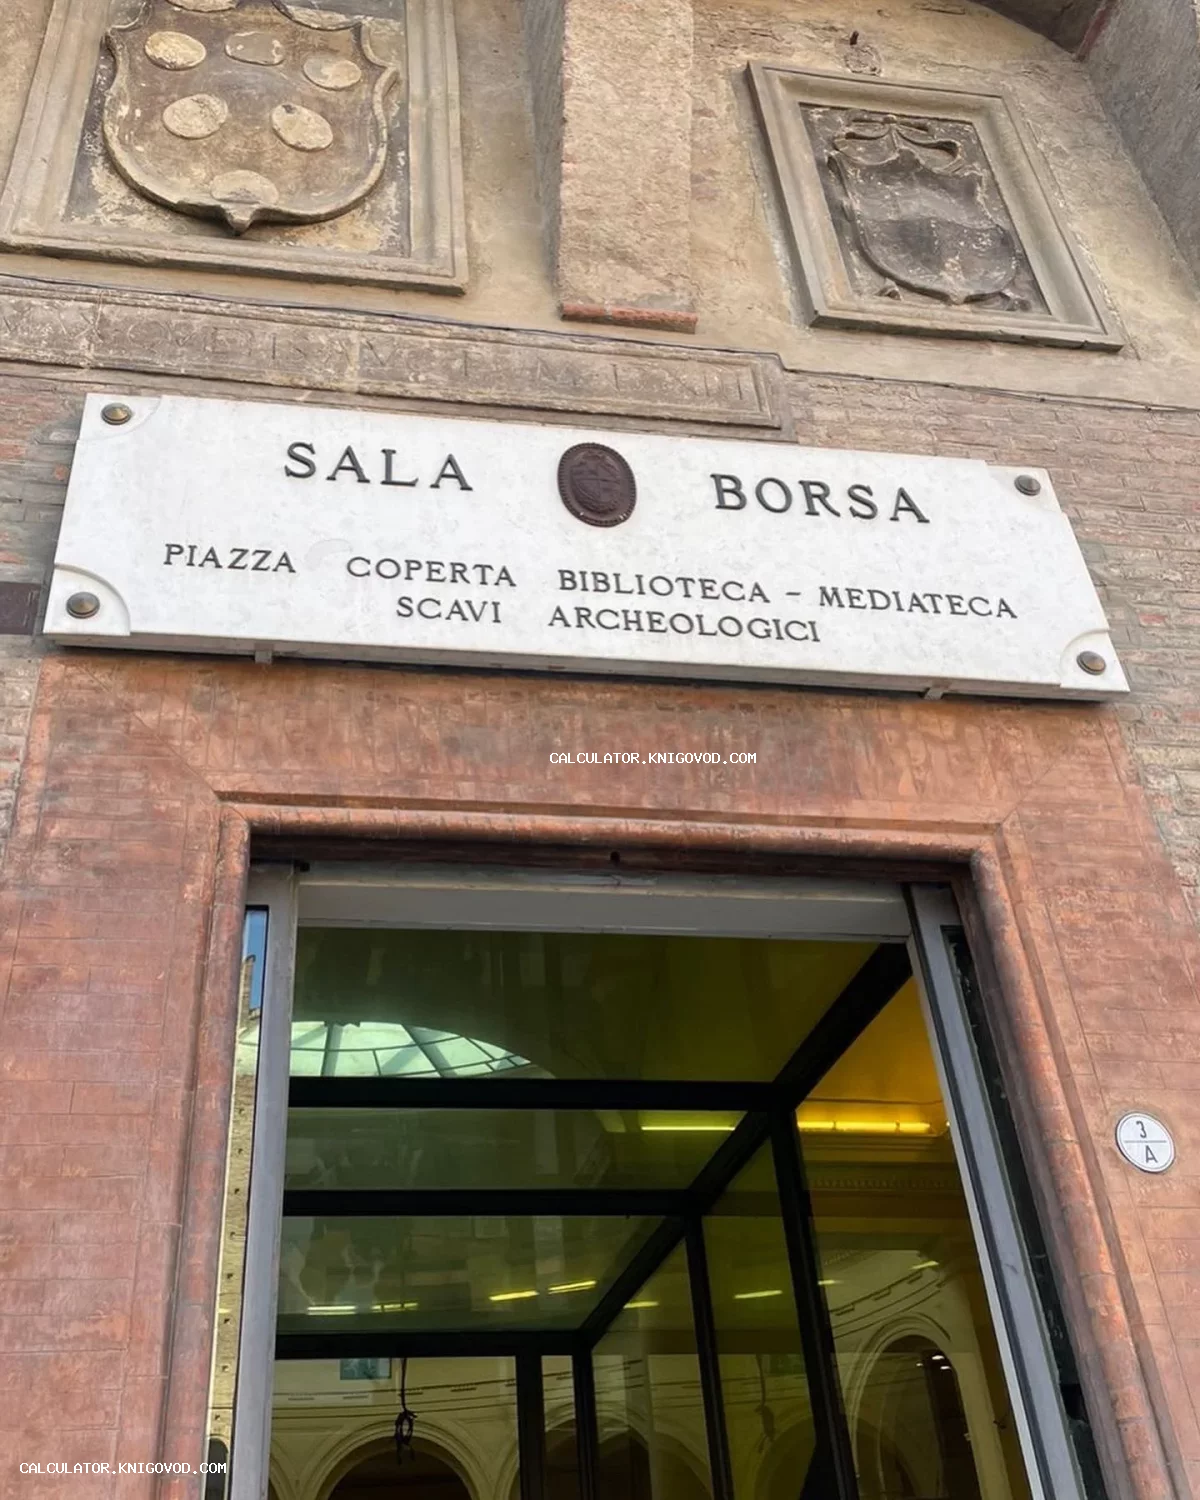 SALA BORSA
PIAZZA COPERTA BIBLIOTECA - MEDIATECA
SCAVI ARCHEOLOGICI
CALCULATOR.KNIGOVOD.COM
3
A
CALCULATOR.KNIGOVOD.COM